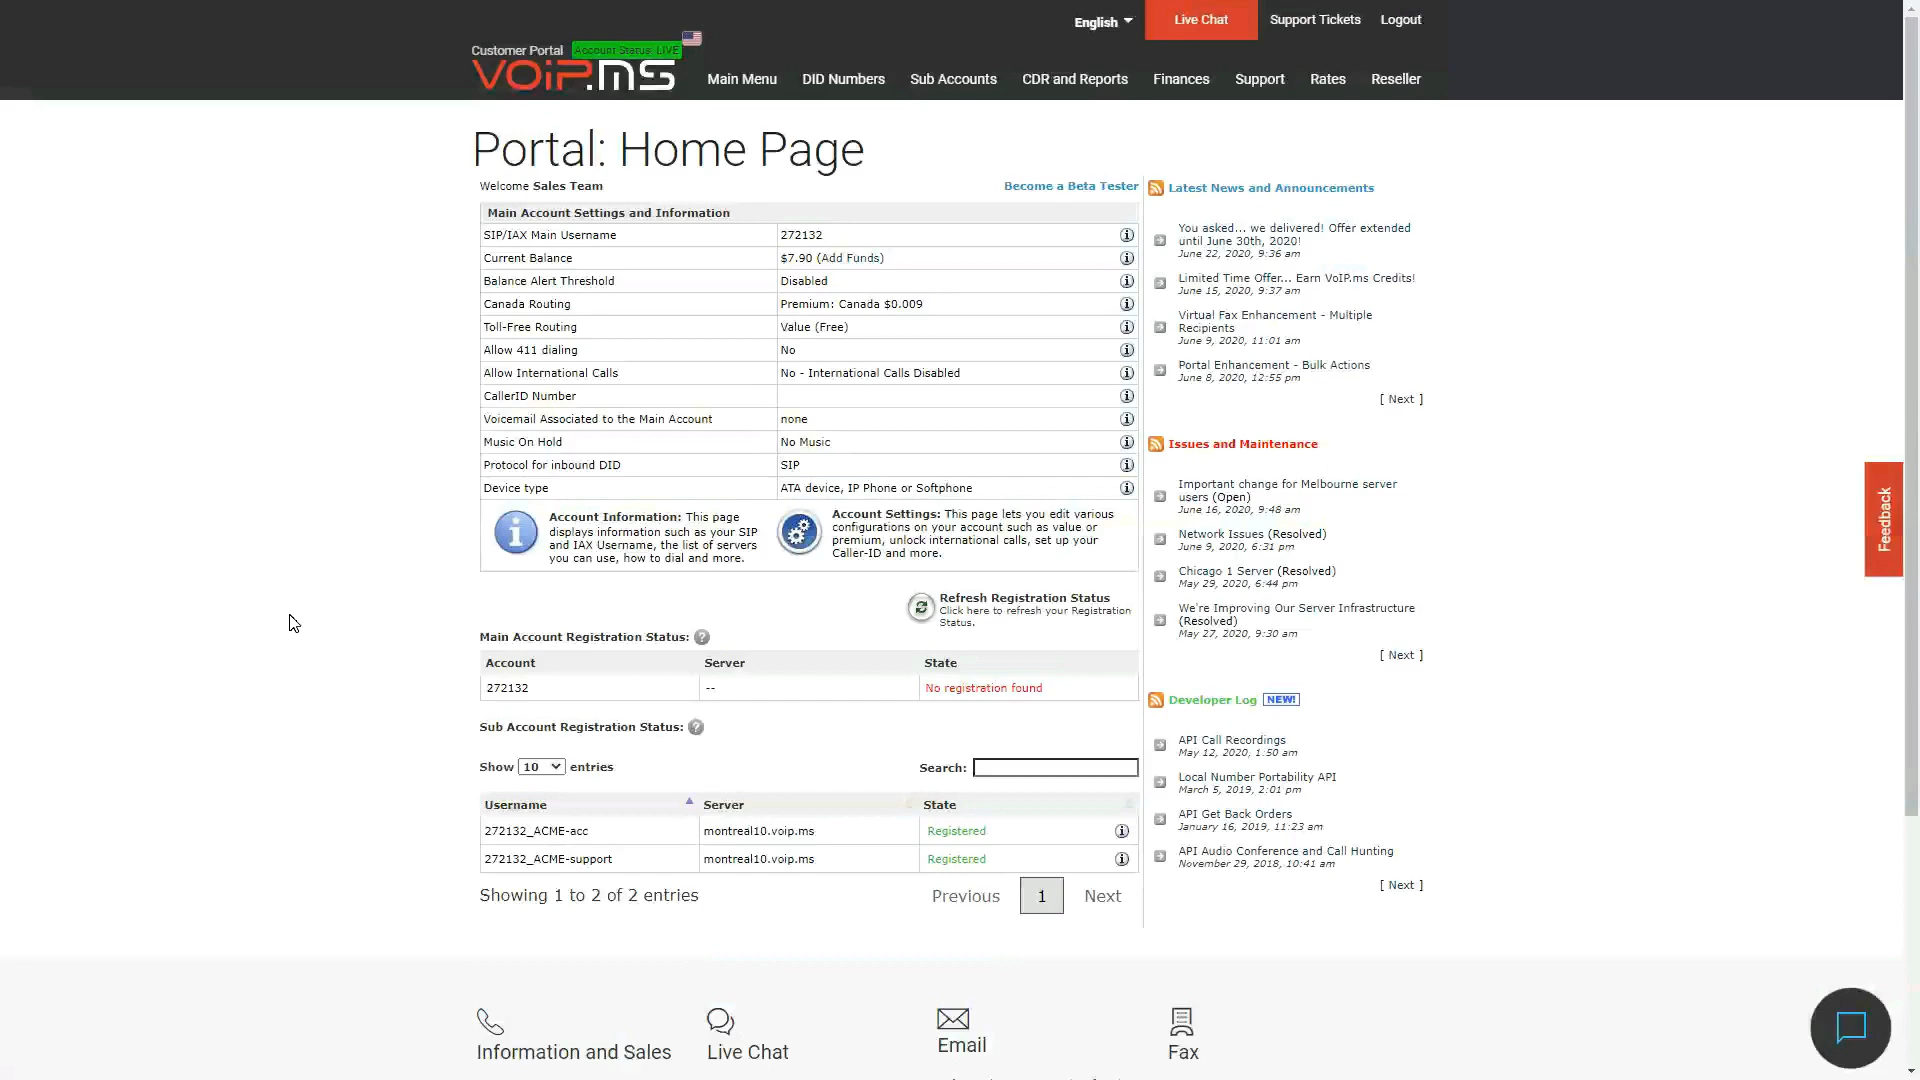 English
Live Chat
Support Tickets
Logout
Customer Portal
Account Status: LIVE
VOIP.MS
Main Menu
DID Numbers
Sub Accounts
CDR and Reports
Finances
Support
Rates
Reseller
Portal: Home Page
Welcome Sales Team
Become a Beta Tester
Main Account Settings and Information
SIP/IAX Main Username 272132
Current Balance $7.90 (Add Funds)
Balance Alert Threshold Disabled
Canada Routing Premium: Canada $0.009
Toll-Free Routing Value (Free)
Allow 411 dialing No
Allow International Calls No - International Calls Disabled
CallerID Number
Voicemail Associated to the Main Account none
Music On Hold No Music
Protocol for inbound DID SIP
Device type ATA device, IP Phone or Softphone
Account Information: This page
displays information such as your SIP
and IAX Username, the list of servers
you can use, how to dial and more.
Account Settings: This page lets you edit various
configurations on your account such as value or
premium, unlock international calls, set up your
Caller-ID and more.
Refresh Registration Status
Click here to refresh your Registration
Status.
Main Account Registration Status: ?
Account Server State
272132 -- No registration found
Sub Account Registration Status: ?
Show 10 entries
Search:
Username Server State
272132_ACME-acc montreal10.voip.ms Registered
272132_ACME-support montreal10.voip.ms Registered
Showing 1 to 2 of 2 entries
Previous 1 Next
Latest News and Announcements
You asked... we delivered! Offer extended
until June 30th, 2020!
June 22, 2020, 9:36 am
Limited Time Offer... Earn VoIP.ms Credits!
June 15, 2020, 9:37 am
Virtual Fax Enhancement - Multiple
Recipients
June 9, 2020, 11:01 am
Portal Enhancement - Bulk Actions
June 8, 2020, 12:55 pm
[ Next ]
Issues and Maintenance
Important change for Melbourne server
users (Open)
June 16, 2020, 9:48 am
Network Issues (Resolved)
June 9, 2020, 6:31 pm
Chicago 1 Server (Resolved)
May 29, 2020, 6:44 pm
We're Improving Our Server Infrastructure
(Resolved)
May 27, 2020, 9:30 am
[ Next ]
Developer Log NEW!
API Call Recordings
May 12, 2020, 1:50 am
Local Number Portability API
March 5, 2019, 2:01 pm
API Get Back Orders
January 16, 2019, 11:23 am
API Audio Conference and Call Hunting
November 29, 2018, 10:41 am
[ Next ]
Feedback
Information and Sales
Live Chat
Email
Fax